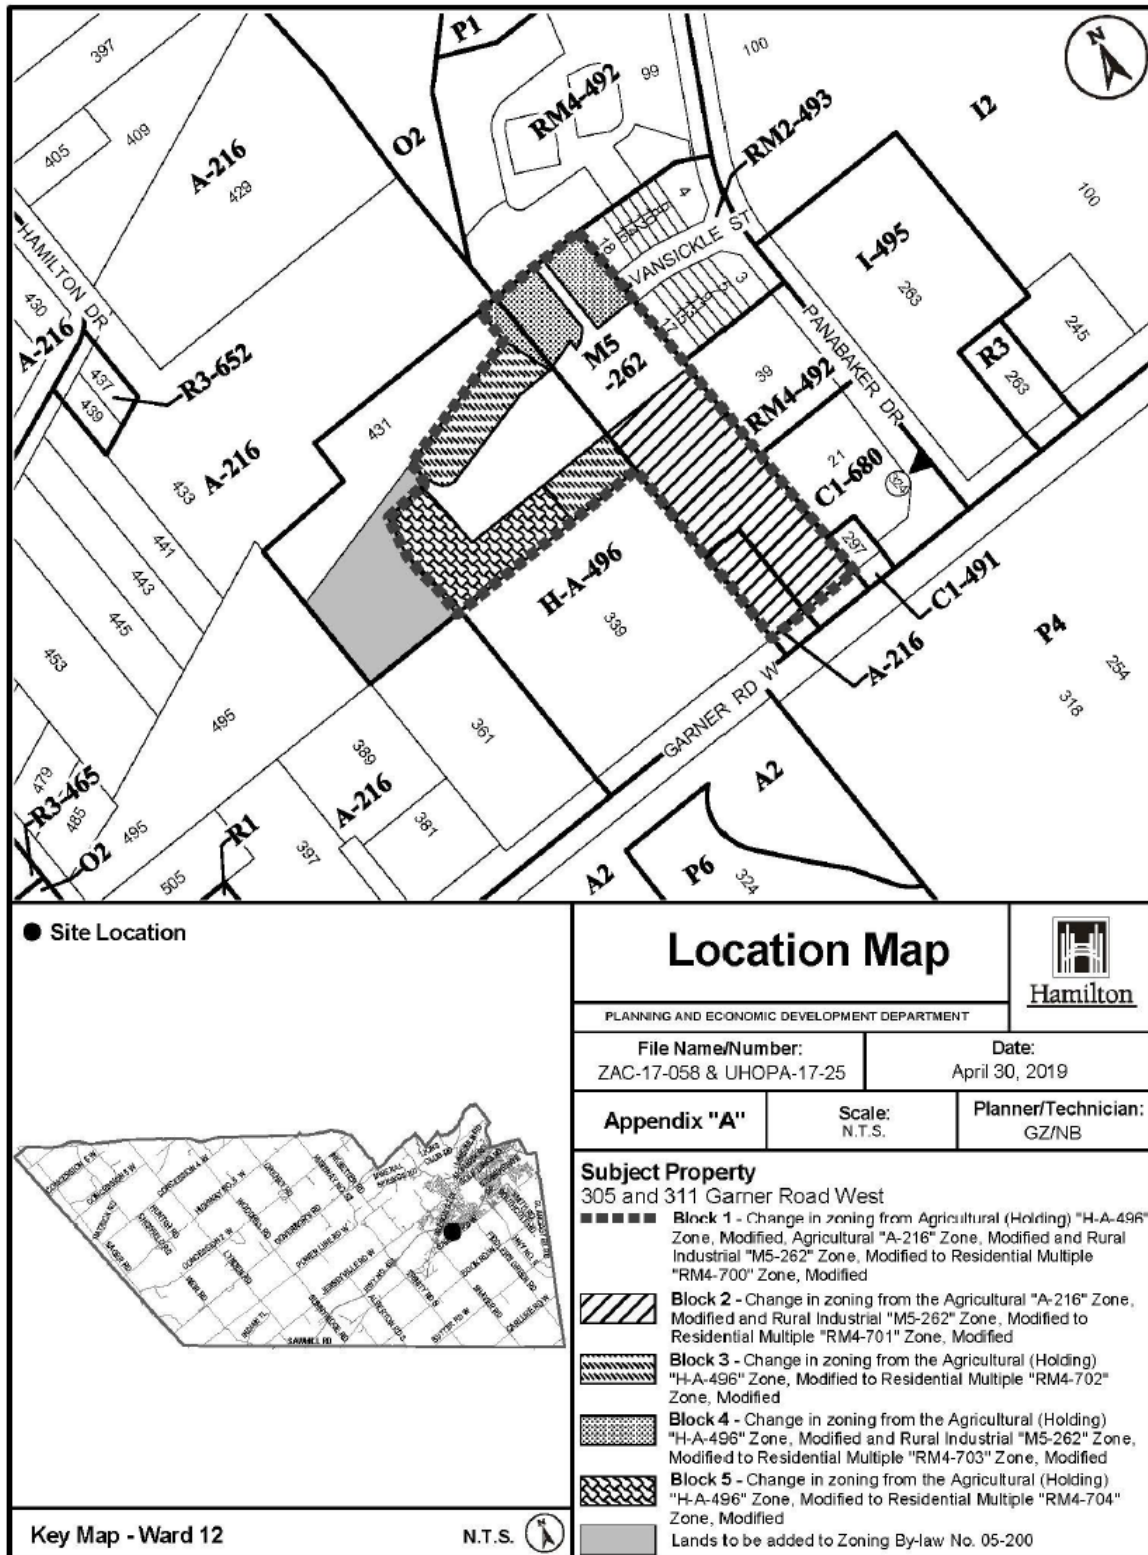 P1
397
100
N
99
RM4-492
RM2-493
O2
I2
409
405
A-216
429
4
100
18
VANSICKLE ST
I-495
HAMILTON DR
3
5
263
430
17
PANABAKER DR
245
A-216
M5
-262
R3
R3-652
437
39
263
439
431
RM4-492
A-216
21
433
C1-680
324
441
297
H-A-496
443
C1-491
339
445
P4
A-216
453
254
318
GARNER RD W
495
361
389
479
R3-465
A-216
A2
485
381
495
R1
O2
397
505
A2
P6
324
● Site Location
Location Map
Hamilton
PLANNING AND ECONOMIC DEVELOPMENT DEPARTMENT
File Name/Number:
ZAC-17-058 & UHOPA-17-25
Date:
April 30, 2019
Appendix "A"
Scale:
N.T.S.
Planner/Technician:
GZ/NB
Subject Property
305 and 311 Garner Road West
Block 1 - Change in zoning from Agricultural (Holding) "H-A-496"
Zone, Modified, Agricultural "A-216" Zone, Modified and Rural
Industrial "M5-262" Zone, Modified to Residential Multiple
"RM4-700" Zone, Modified
Block 2 - Change in zoning from the Agricultural "A-216" Zone,
Modified and Rural Industrial "M5-262" Zone, Modified to
Residential Multiple "RM4-701" Zone, Modified
Block 3 - Change in zoning from the Agricultural (Holding)
"H-A-496" Zone, Modified to Residential Multiple "RM4-702"
Zone, Modified
Block 4 - Change in zoning from the Agricultural (Holding)
"H-A-496" Zone, Modified and Rural Industrial "M5-262" Zone,
Modified to Residential Multiple "RM4-703" Zone, Modified
Block 5 - Change in zoning from the Agricultural (Holding)
"H-A-496" Zone, Modified to Residential Multiple "RM4-704"
Zone, Modified
Lands to be added to Zoning By-law No. 05-200
CONCESSION 4 W
POWER LINE RD W
JERSEYVILLE RD W
SAWMILL RD
Key Map - Ward 12
N.T.S.
N